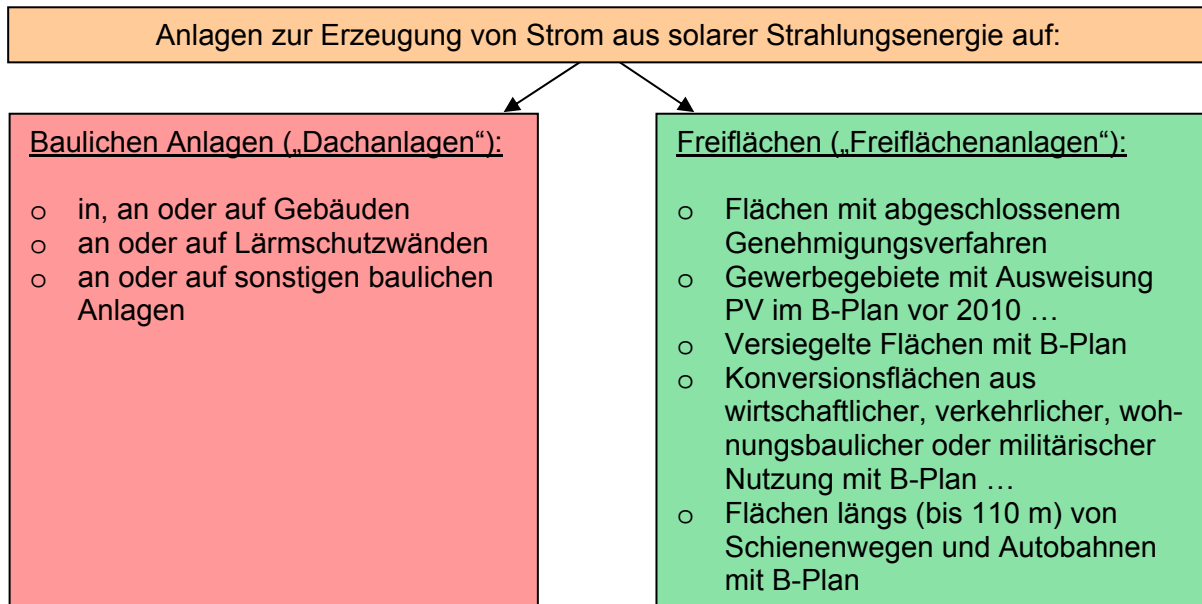 Anlagen zur Erzeugung von Strom aus solarer Strahlungsenergie auf:
Baulichen Anlagen („Dachanlagen“):
o in, an oder auf Gebäuden
o an oder auf Lärmschutzwänden
o an oder auf sonstigen baulichen
Anlagen
Freiflächen („Freiflächenanlagen“):
o Flächen mit abgeschlossenem
Genehmigungsverfahren
o Gewerbegebiete mit Ausweisung
PV im B-Plan vor 2010 …
o Versiegelte Flächen mit B-Plan
o Konversionsflächen aus
wirtschaftlicher, verkehrlicher, woh-
nungsbaulicher oder militärischer
Nutzung mit B-Plan …
o Flächen längs (bis 110 m) von
Schienenwegen und Autobahnen
mit B-Plan